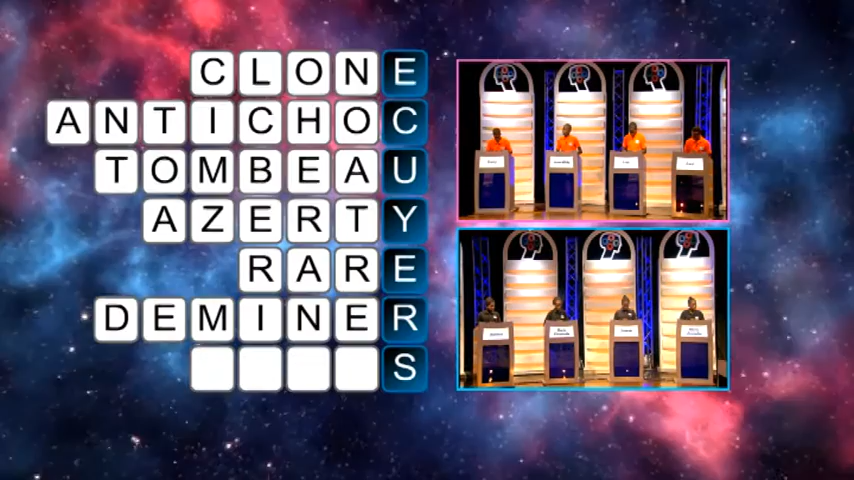 CLONE
ANTICHOC
TOMBEAU
AZERTY
RARE
DEMINER
S